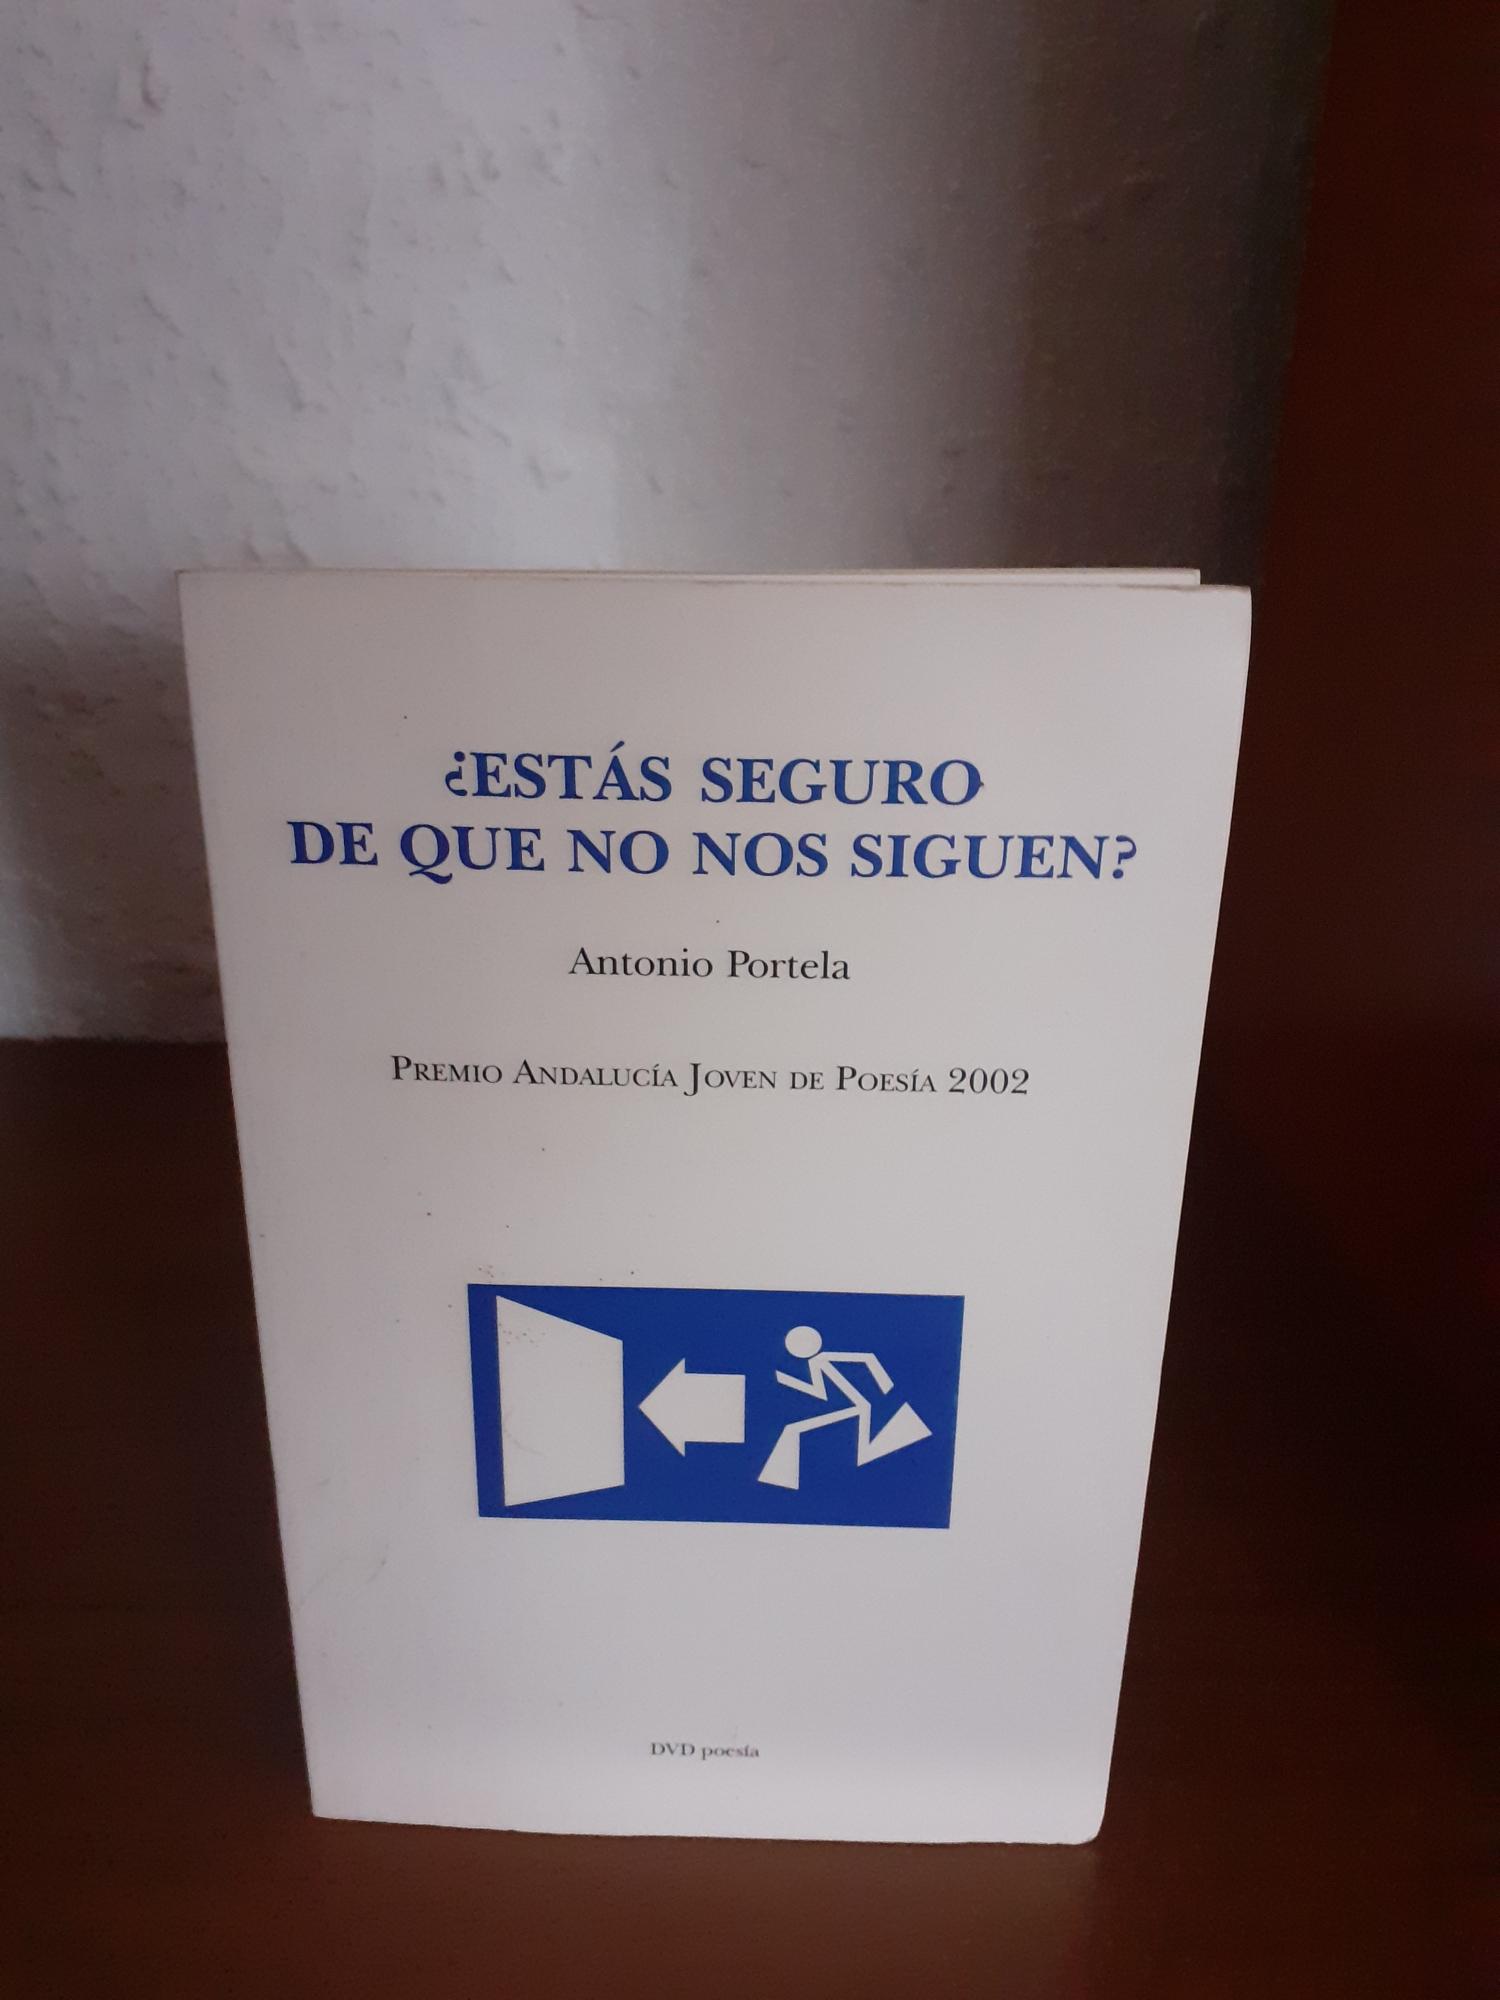 ¿ESTÁS SEGURO
DE QUE NO NOS SIGUEN?
Antonio Portela
PREMIO ANDALUCÍA JOVEN DE POESÍA 2002
DVD poesía